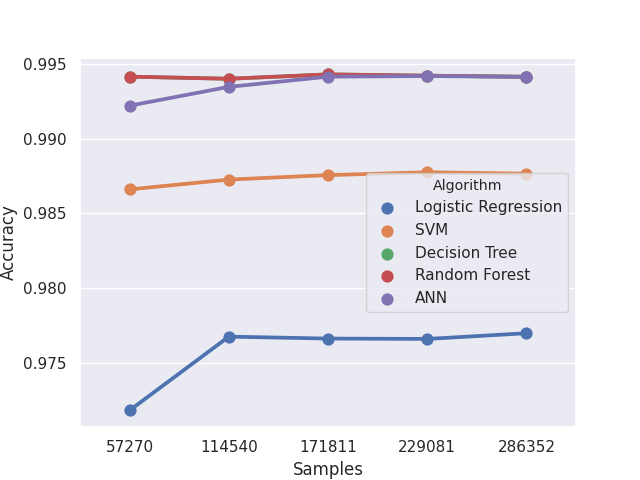 0.995
0.990
0.985
0.980
0.975
Accuracy
57270
114540
171811
229081
286352
Samples
Algorithm
Logistic Regression
SVM
Decision Tree
Random Forest
ANN